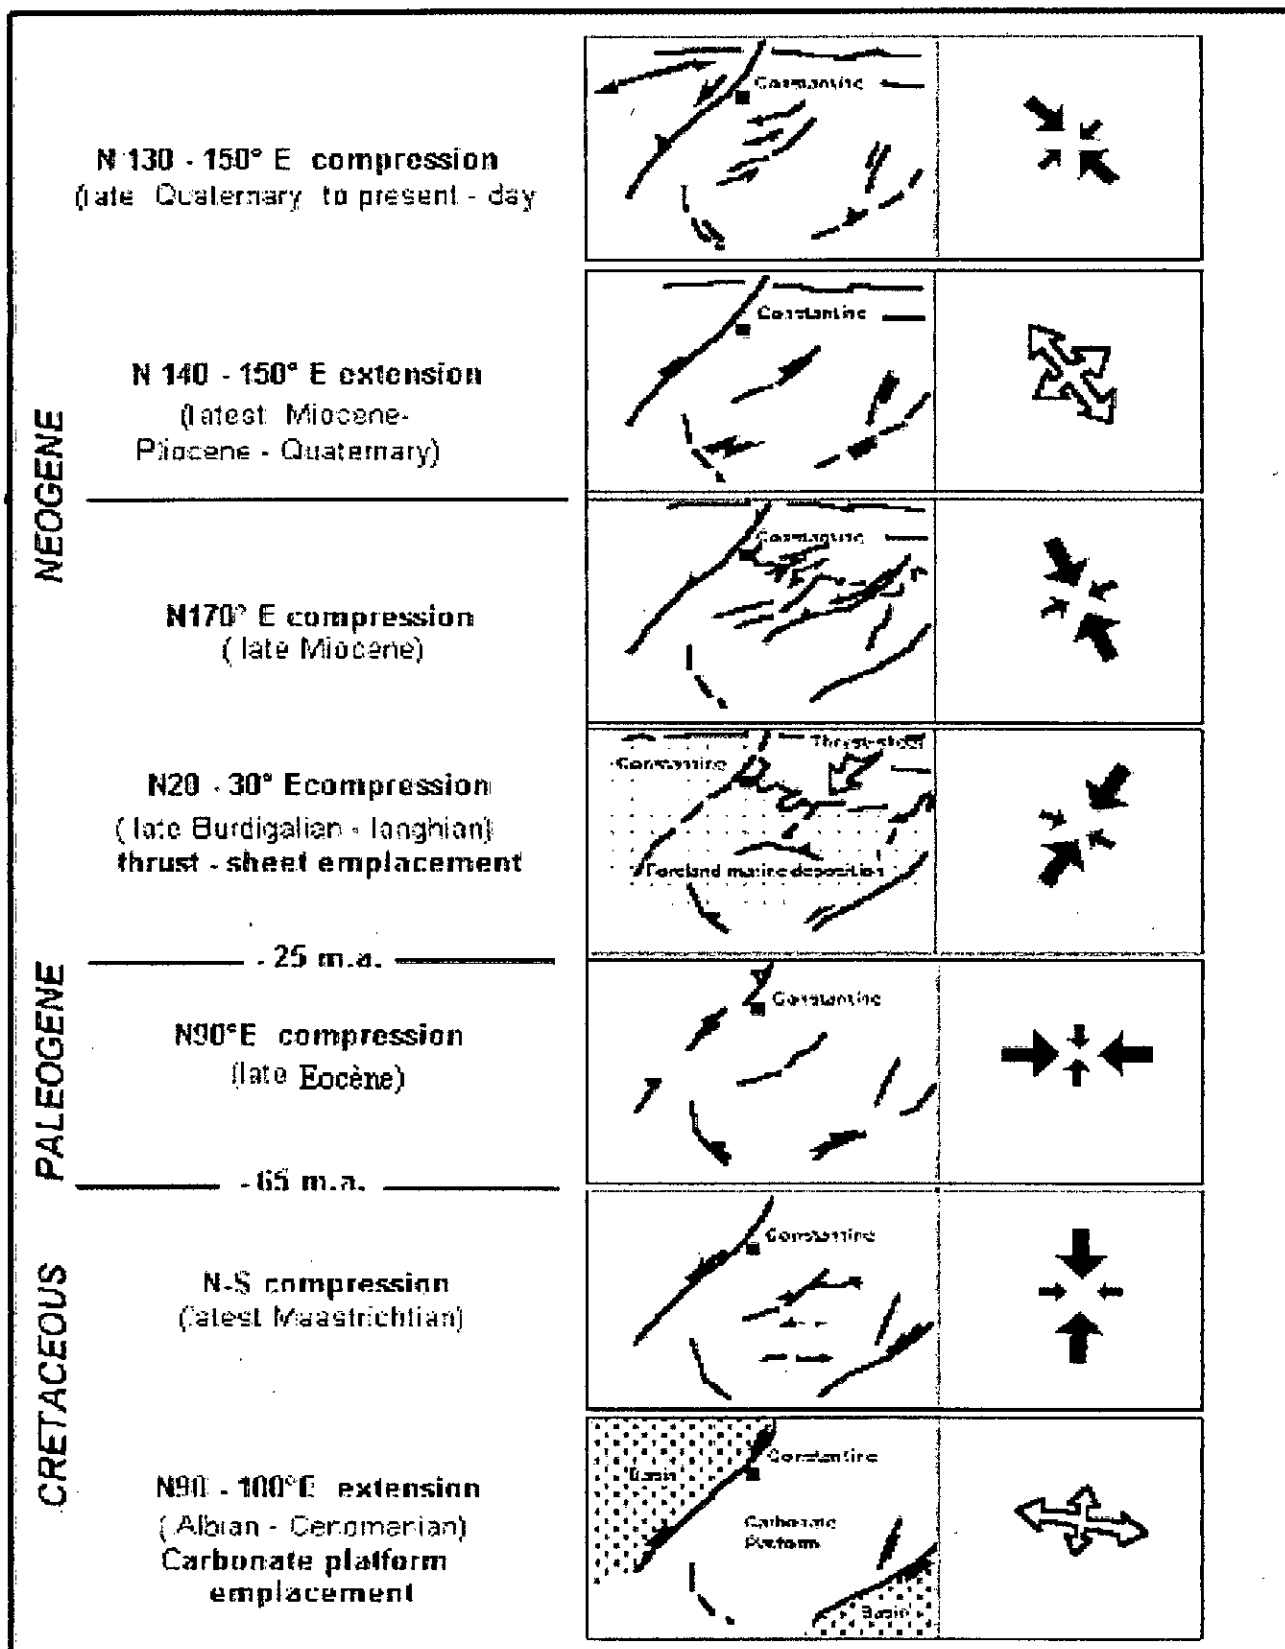 N 130 - 150° E compression
(late Quaternary to present - day
Constantine
N 140 - 150° E extension
(latest Miocene-
Pliocene - Quaternary)
Constantine
NEOGENE
N170° E compression
( late Miocene)
Constantine
N20 - 30° Ecompression
( late Burdigalian - langhian)
thrust - sheet emplacement
Thrust-sheet
Constantine
Foreland marine deposition
- 25 m.a.
PALEOGENE
N90°E compression
(late Eocène)
Constantine
- 65 m.a.
CRETACEOUS
N-S compression
(latest Maastrichtian)
Constantine
N90 - 100°E extension
( Albian - Cenomanian)
Carbonate platform
emplacement
Basin
Constantine
Carbonate
Platform
Basin